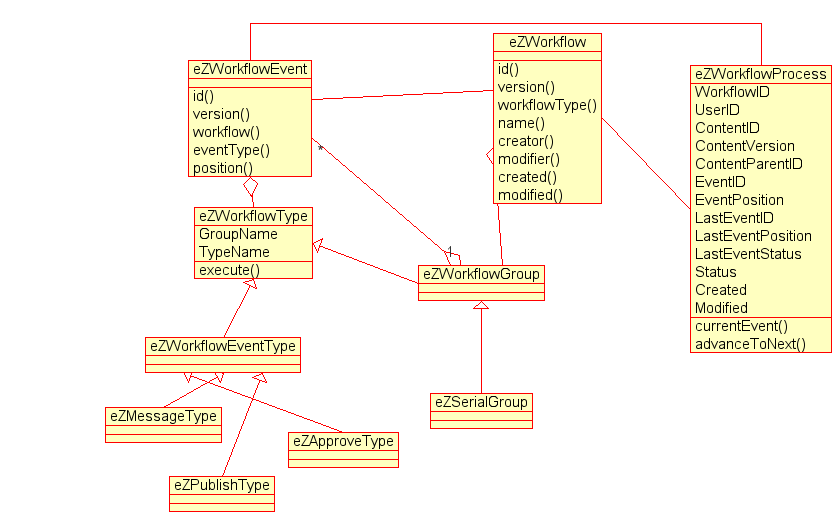 eZWorkflowEvent
id()
version()
workflow()
eventType()
position()
eZWorkflow
id()
version()
workflowType()
name()
creator()
modifier()
created()
modified()
eZWorkflowProcess
WorkflowID
UserID
ContentID
ContentVersion
ContentParentID
EventID
EventPosition
LastEventID
LastEventPosition
LastEventStatus
Status
Created
Modified
currentEvent()
advanceToNext()
*
1
eZWorkflowType
GroupName
TypeName
execute()
eZWorkflowGroup
eZWorkflowEventType
eZSerialGroup
eZMessageType
eZApproveType
eZPublishType